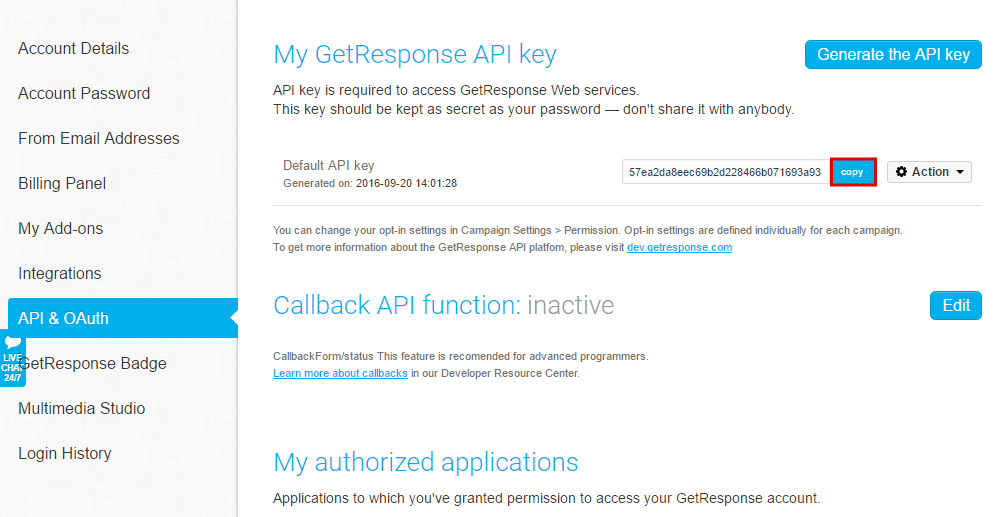 Account Details
Account Password
From Email Addresses
Billing Panel
My Add-ons
Integrations
API & OAuth
GetResponse Badge
Multimedia Studio
Login History
LIVE
CHAT
24/7
My GetResponse API key
Generate the API key
API key is required to access GetResponse Web services.
This key should be kept as secret as your password — don't share it with anybody.
Default API key
Generated on: 2016-09-20 14:01:28
57ea2da8eec69b2d228466b071693a93
copy
Action
You can change your opt-in settings in Campaign Settings > Permission. Opt-in settings are defined individually for each campaign.
To get more information about the GetResponse API platfom, please visit dev.getresponse.com
Callback API function: inactive
Edit
CallbackForm/status This feature is recomended for advanced programmers.
Learn more about callbacks in our Developer Resource Center.
My authorized applications
Applications to which you've granted permission to access your GetResponse account.